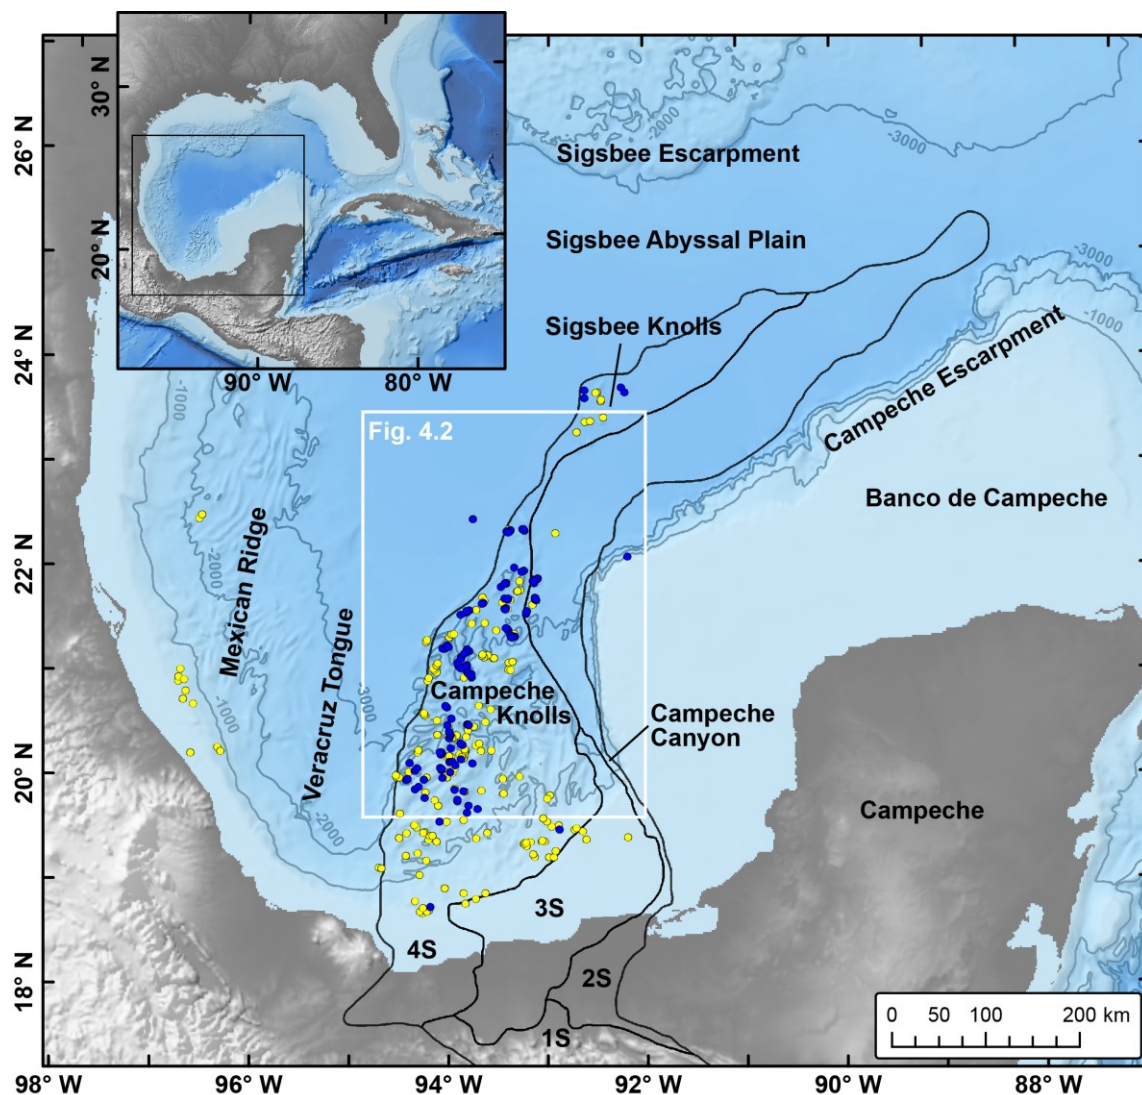 30° N
20° N
90° W
80° W
26° N
24° N
22° N
20° N
18° N
-2000
-3000
Sigsbee Escarpment
Sigsbee Abyssal Plain
-3000
-1000
Sigsbee Knolls
Campeche Escarpment
-1000
Fig. 4.2
Banco de Campeche
-2000
Mexican Ridge
Veracruz Tongue
-3000
Campeche
Knolls
Campeche
Canyon
-1000
-2000
Campeche
3S
4S
2S
1S
0 50 100 200 km
98° W 96° W 94° W 92° W 90° W 88° W